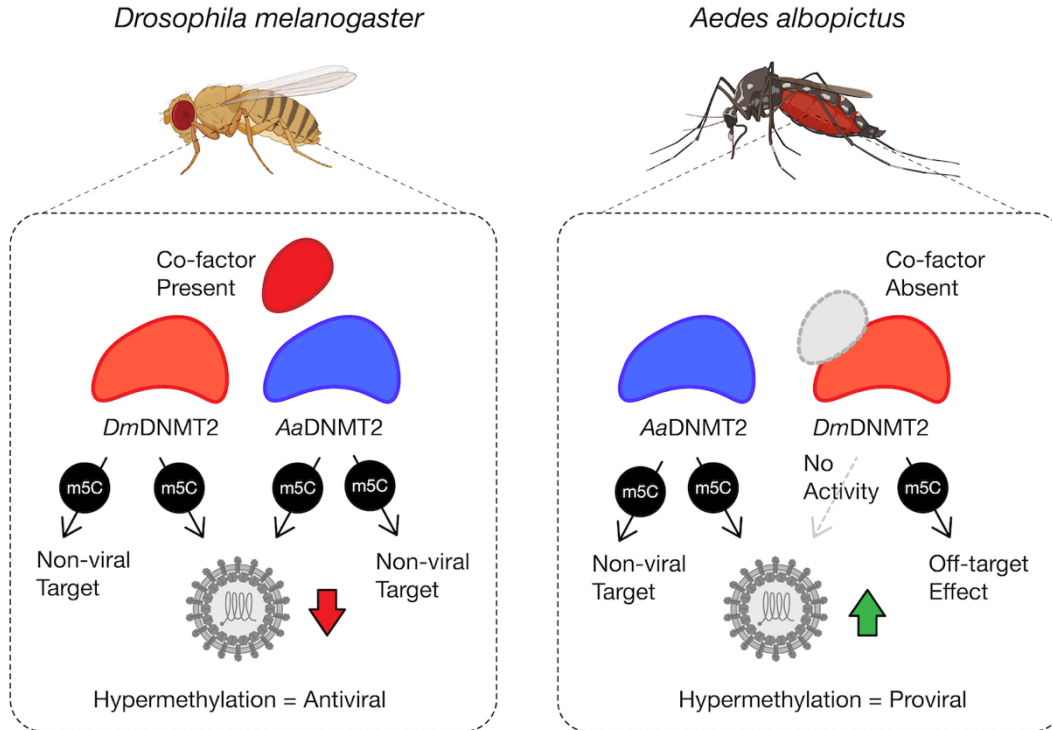 Drosophila melanogaster
Co-factor
Present
DmDNMT2
AaDNMT2
m5C
m5C
m5C
m5C
Non-viral
Target
Non-viral
Target
Hypermethylation = Antiviral
Aedes albopictus
Co-factor
Absent
AaDNMT2
DmDNMT2
m5C
m5C
No
Activity
m5C
Non-viral
Target
Off-target
Effect
Hypermethylation = Proviral